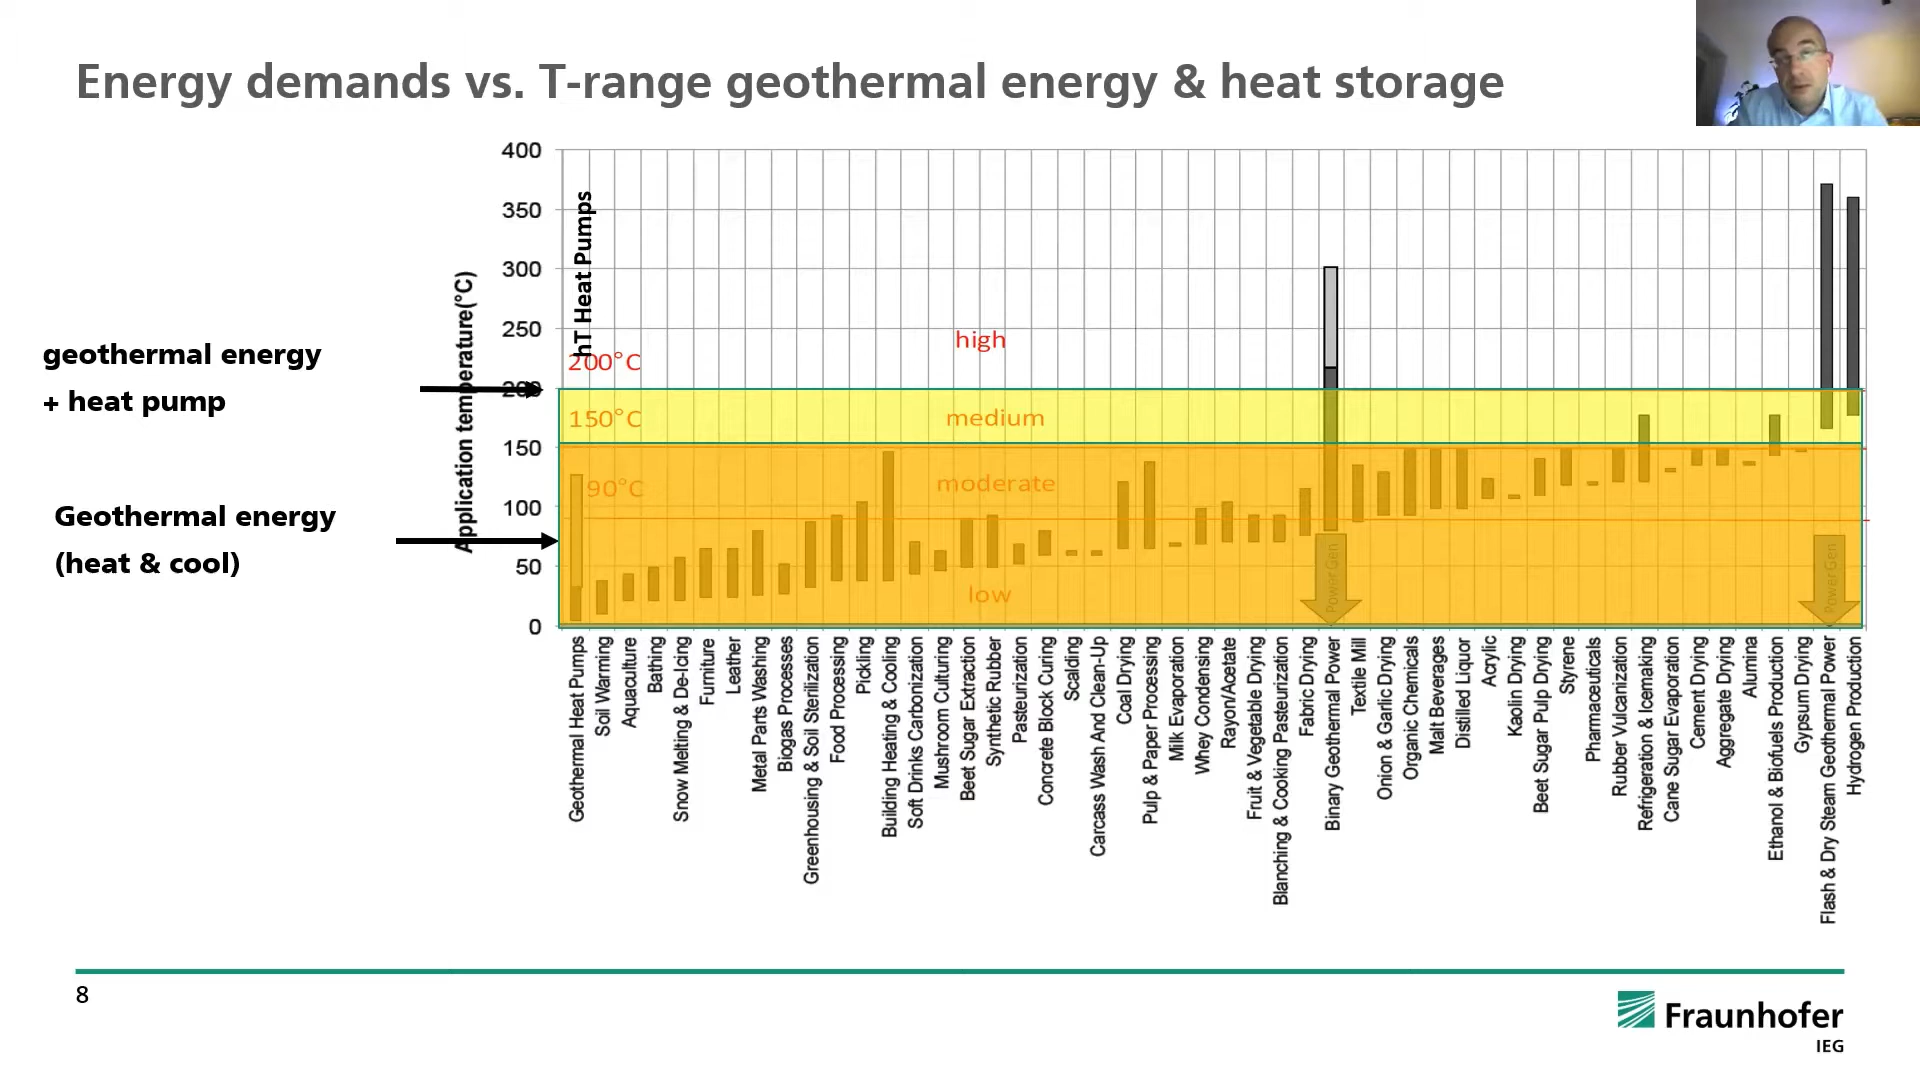 Energy demands vs. T-range geothermal energy & heat storage
geothermal energy
+ heat pump
Geothermal energy
(heat & cool)
Application temperature(°C)
400
350
300
250
200
150
100
50
0
hT Heat Pumps
200°C
high
150°C
medium
90°C
moderate
low
Power Gen
Power Gen
Geothermal Heat Pumps
Soil Warming
Aquaculture
Bathing
Snow Melting & De-Icing
Furniture
Leather
Metal Parts Washing
Biogas Processes
Greenhousing & Soil Sterilization
Food Processing
Pickling
Building Heating & Cooling
Soft Drinks Carbonization
Mushroom Culturing
Beet Sugar Extraction
Synthetic Rubber
Pasteurization
Concrete Block Curing
Scalding
Carcass Wash And Clean-Up
Coal Drying
Pulp & Paper Processing
Milk Evaporation
Whey Condensing
Rayon/Acetate
Fruit & Vegetable Drying
Blanching & Cooking Pasteurization
Fabric Drying
Binary Geothermal Power
Textile Mill
Onion & Garlic Drying
Organic Chemicals
Malt Beverages
Distilled Liquor
Acrylic
Kaolin Drying
Beet Sugar Pulp Drying
Styrene
Pharmaceuticals
Rubber Vulcanization
Refrigeration & Icemaking
Cane Sugar Evaporation
Cement Drying
Aggregate Drying
Alumina
Ethanol & Biofuels Production
Gypsum Drying
Flash & Dry Steam Geothermal Power
Hydrogen Production
8
Fraunhofer
IEG